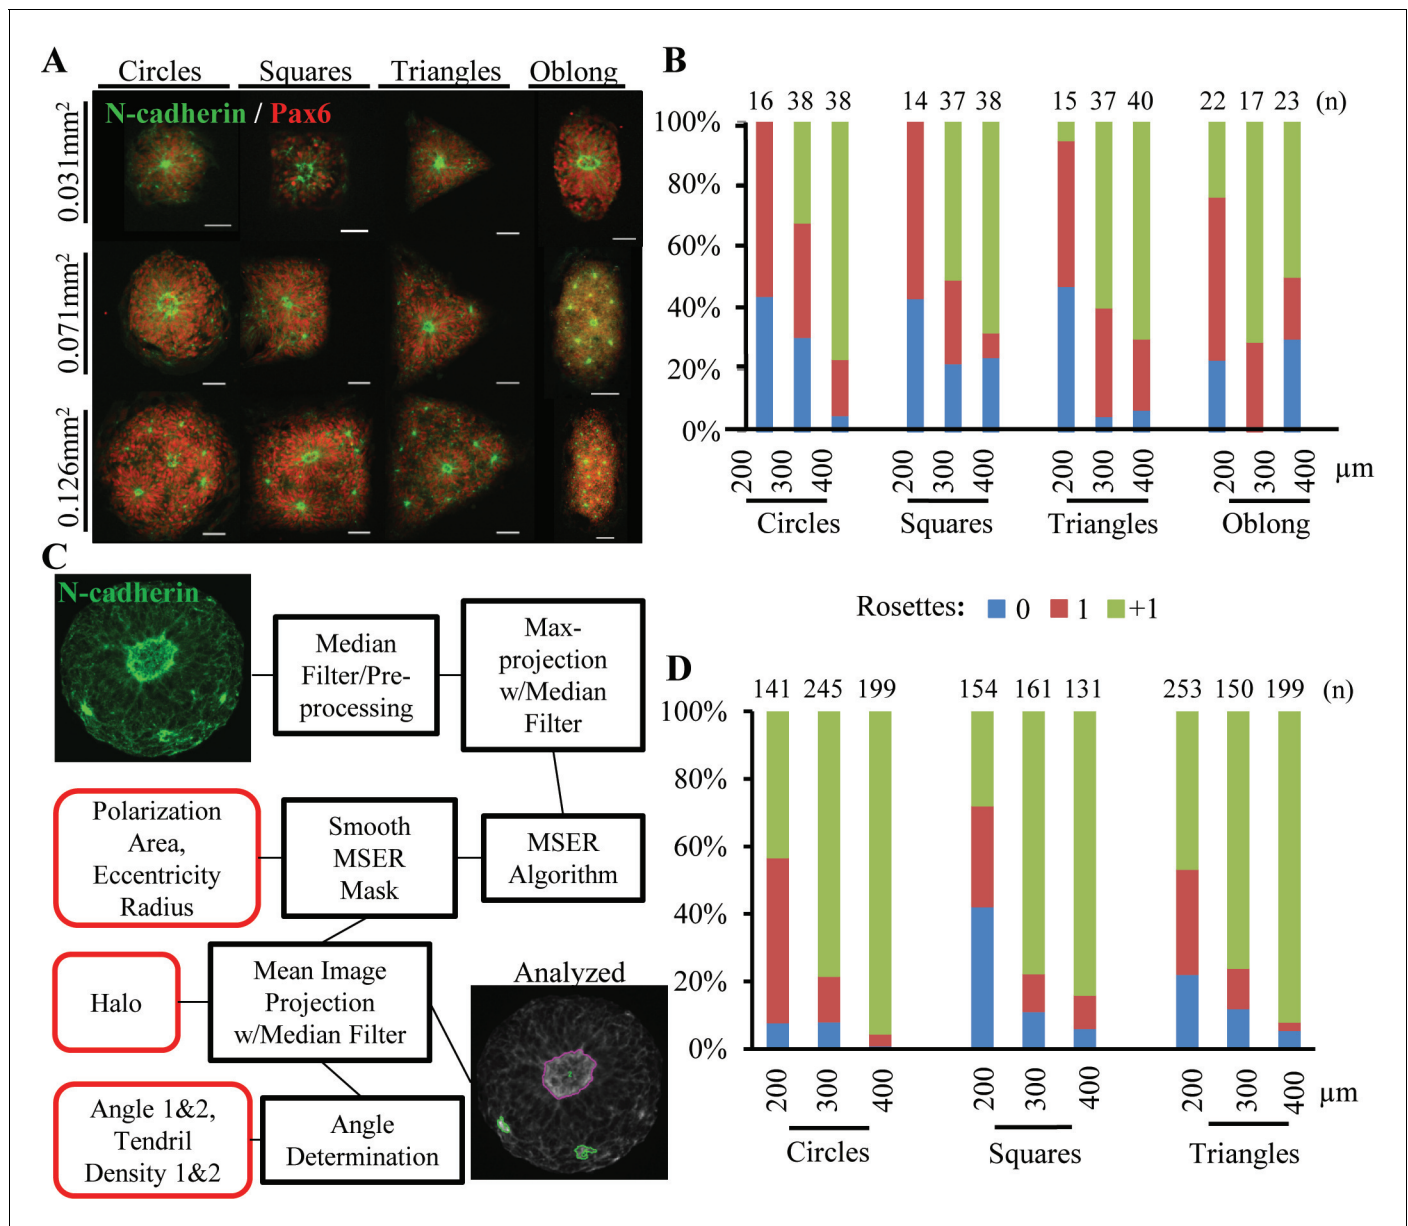 A
Circles Squares Triangles Oblong
N-cadherin / Pax6
0.031mm²
0.071mm²
0.126mm²
B
16 38 38 14 37 38 15 37 40 22 17 23 (n)
100%
80%
60%
40%
20%
0%
200 300 400 200 300 400 200 300 400 200 300 400 µm
Circles Squares Triangles Oblong
Rosettes: 0 1 +1
C
N-cadherin
Median
Filter/Pre-
processing
Max-
projection
w/Median
Filter
MSER
Algorithm
Smooth
MSER
Mask
Polarization
Area,
Eccentricity
Radius
Mean Image
Projection
w/Median Filter
Halo
Analyzed
Angle
Determination
Angle 1&2,
Tendril
Density 1&2
D
141 245 199 154 161 131 253 150 199 (n)
100%
80%
60%
40%
20%
0%
200 300 400 200 300 400 200 300 400 µm
Circles Squares Triangles